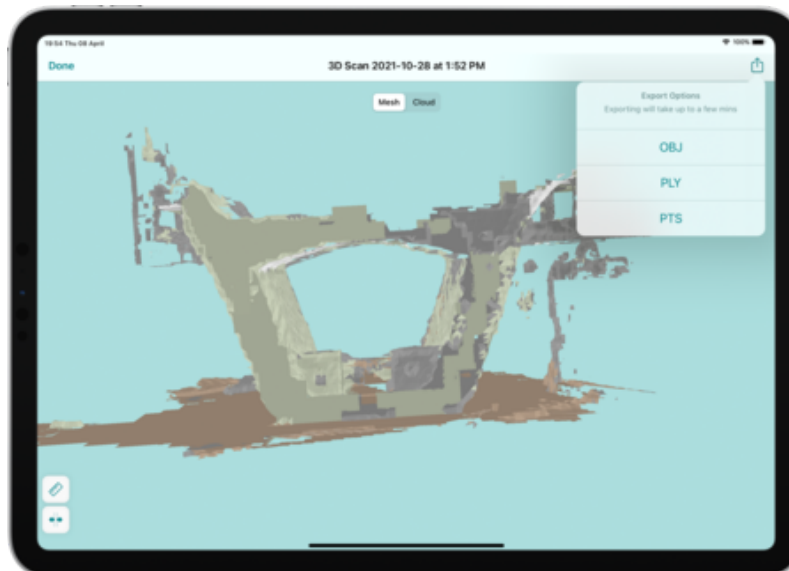 19:54 Thu 08 April
100%
Done
3D Scan 2021-10-28 at 1:52 PM
Mesh
Cloud
Export Options
Exporting will take up to a few mins
OBJ
PLY
PTS